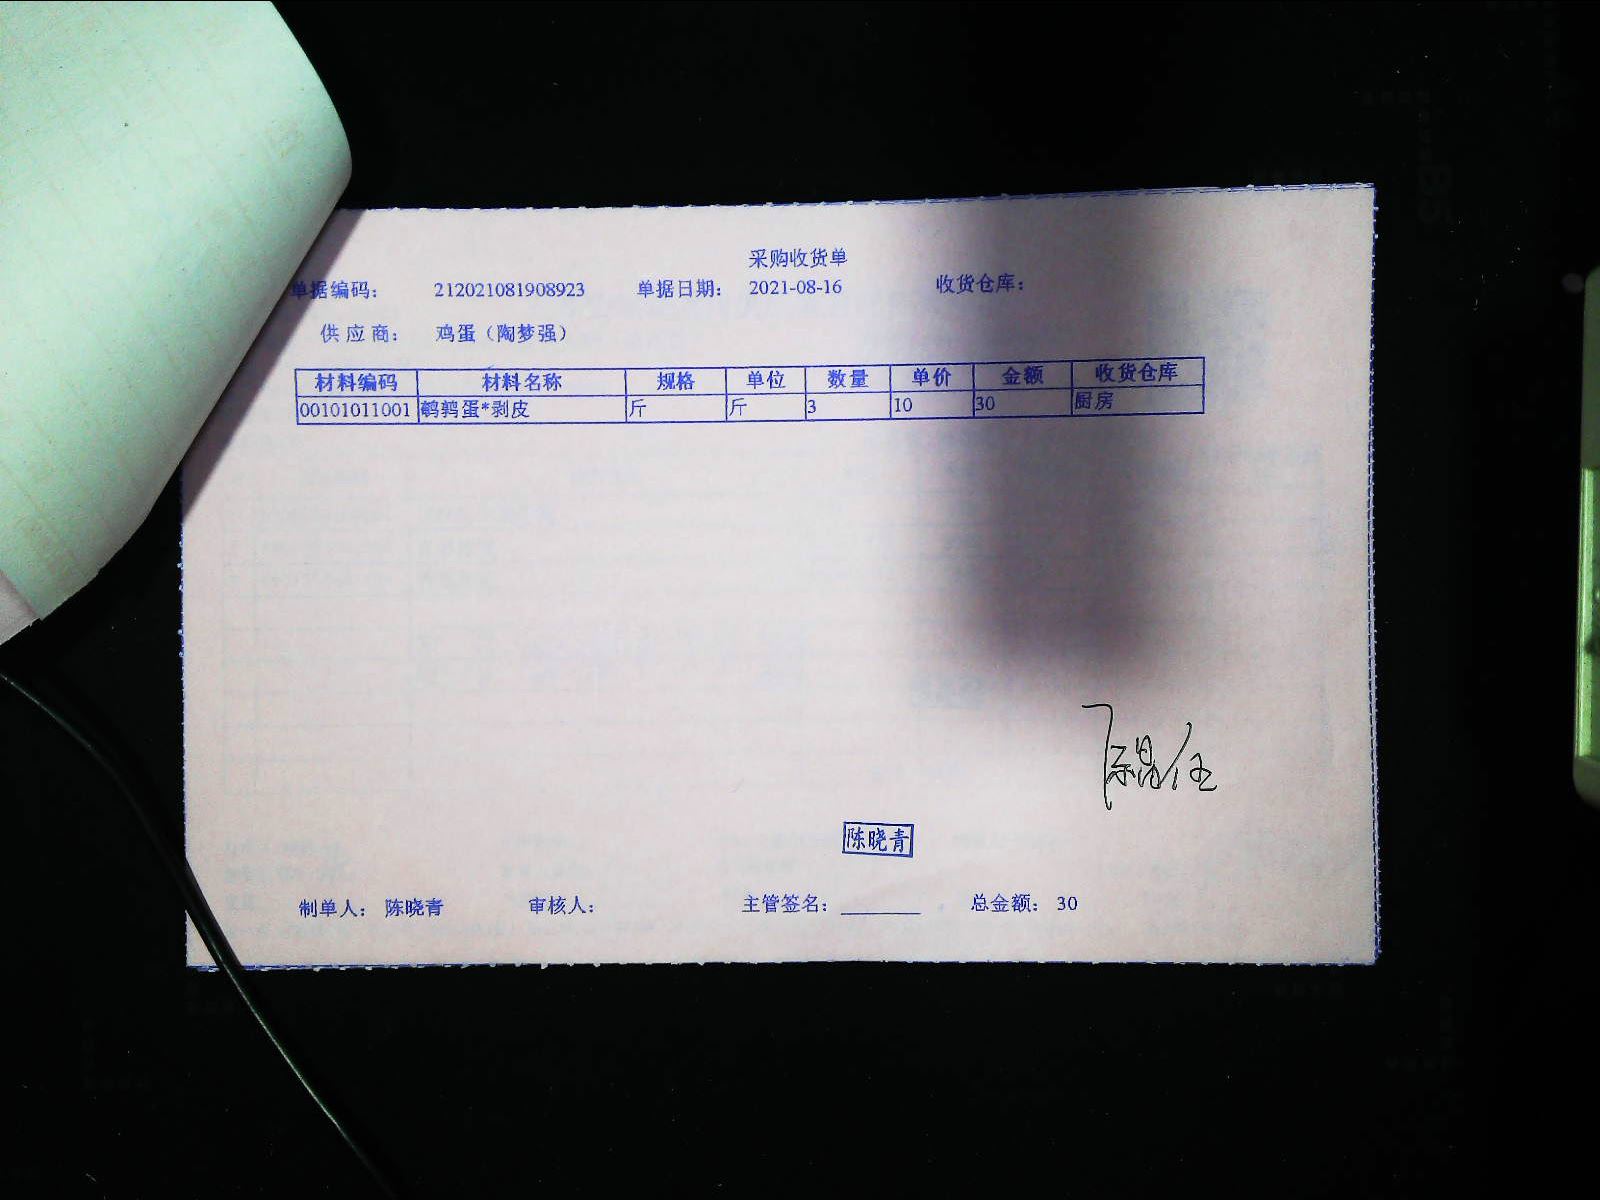 采购收货单
单据编码： 212021081908923 单据日期： 2021-08-16 收货仓库：
供应商： 鸡蛋（陶梦强）
材料编码 材料名称 规格 单位 数量 单价 金额 收货仓库
00101011001 鹌鹑蛋*剥皮 斤 斤 3 10 30 厨房
陈晓青
制单人： 陈晓青 审核人： 主管签名： 总金额： 30